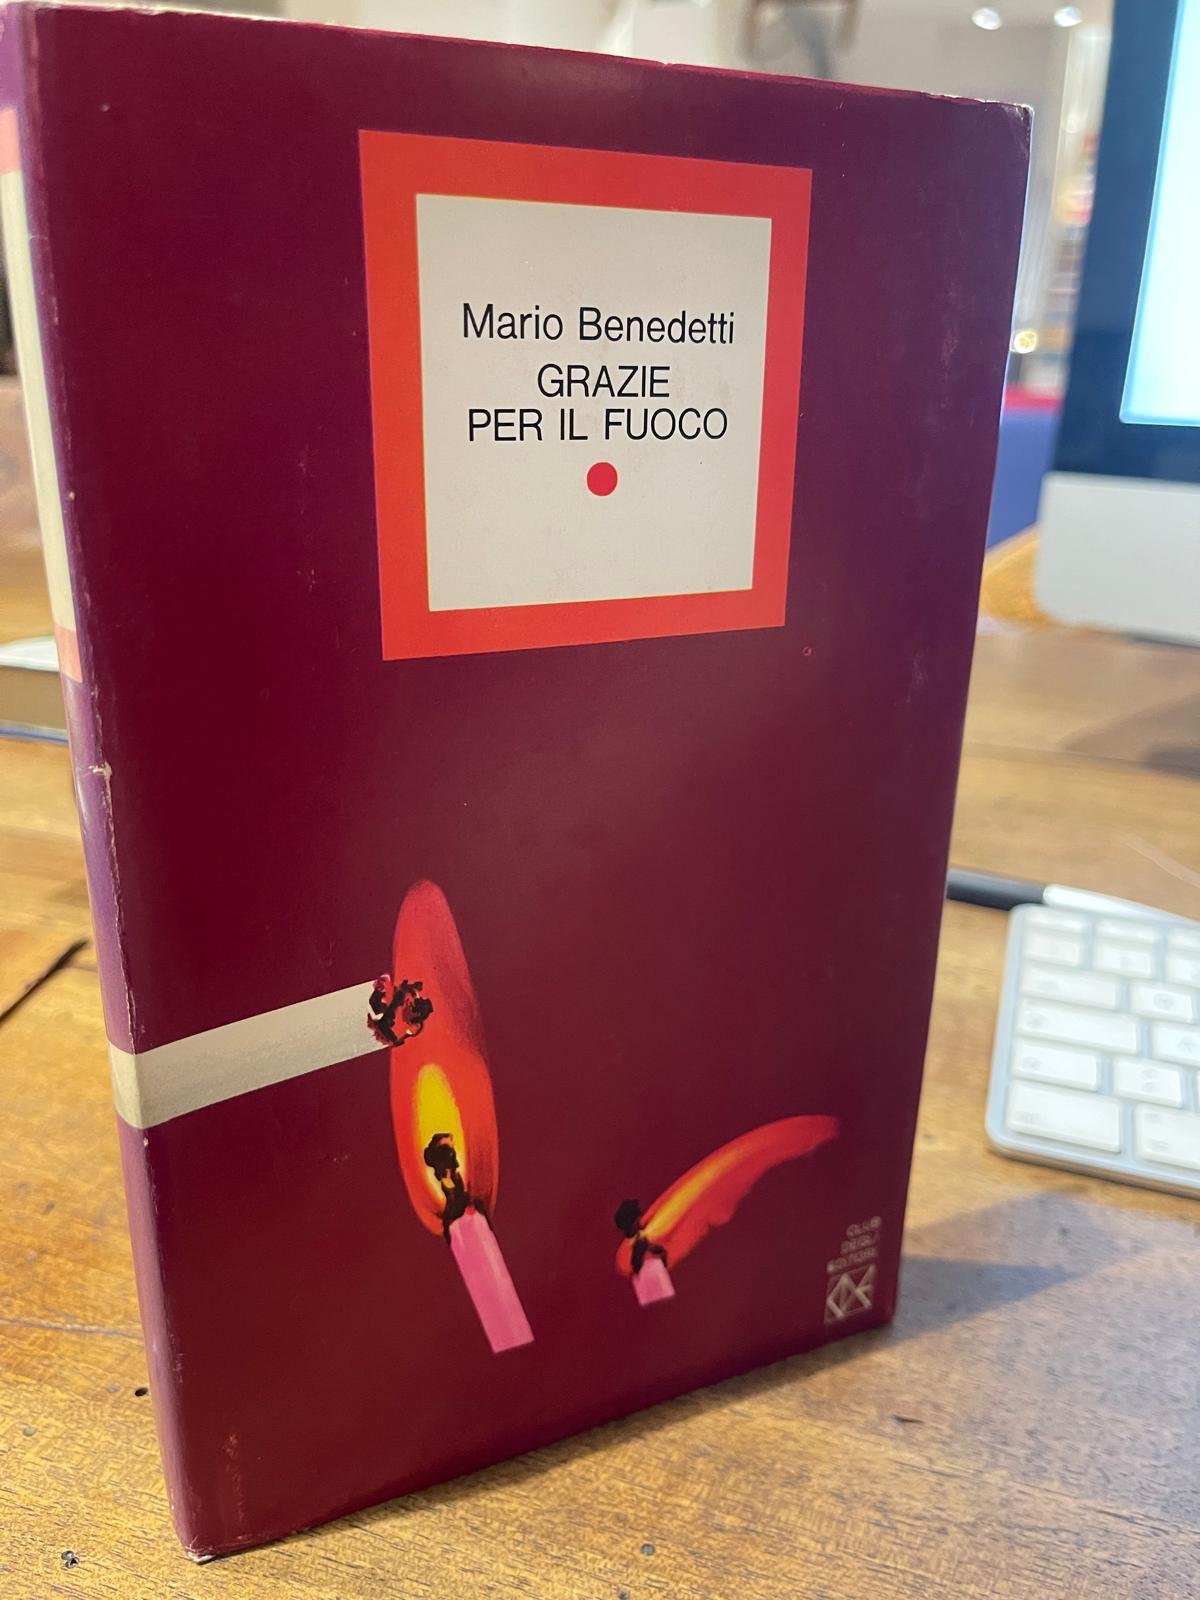 Mario Benedetti
GRAZIE
PER IL FUOCO
CLUB
DEGLI
EDITORI